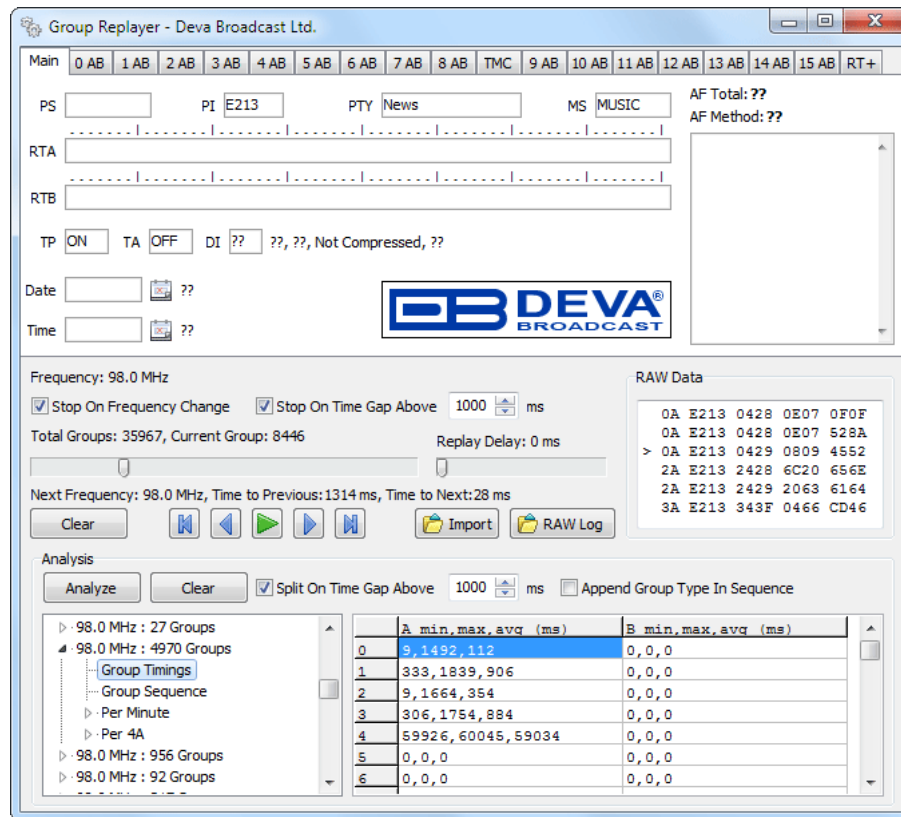 Group Replayer - Deva Broadcast Ltd.
Main 0 AB 1 AB 2 AB 3 AB 4 AB 5 AB 6 AB 7 AB 8 AB TMC 9 AB 10 AB 11 AB 12 AB 13 AB 14 AB 15 AB RT+
PS PI E213 PTY News MS MUSIC
AF Total: ??
AF Method: ??
RTA
RTB
TP ON TA OFF DI ?? ??, ??, Not Compressed, ??
Date ??
Time ??
DEVA®
BROADCAST
Frequency: 98.0 MHz
Stop On Frequency Change Stop On Time Gap Above 1000 ms
Total Groups: 35967, Current Group: 8446
Replay Delay: 0 ms
Next Frequency: 98.0 MHz, Time to Previous:1314 ms, Time to Next:28 ms
Clear Import RAW Log
RAW Data
0A E213 0428 0E07 0F0F
0A E213 0428 0E07 528A
> 0A E213 0429 0809 4552
2A E213 2428 6C20 656E
2A E213 2429 2063 6164
3A E213 343F 0466 CD46
Analysis
Analyze Clear Split On Time Gap Above 1000 ms Append Group Type In Sequence
98.0 MHz : 27 Groups
98.0 MHz : 4970 Groups
Group Timings
Group Sequence
Per Minute
Per 4A
98.0 MHz : 956 Groups
98.0 MHz : 92 Groups
A min,max,avg (ms) B min,max,avg (ms)
0 9,1492,112 0,0,0
1 333,1839,906 0,0,0
2 9,1664,354 0,0,0
3 306,1754,884 0,0,0
4 59926,60045,59034 0,0,0
5 0,0,0 0,0,0
6 0,0,0 0,0,0